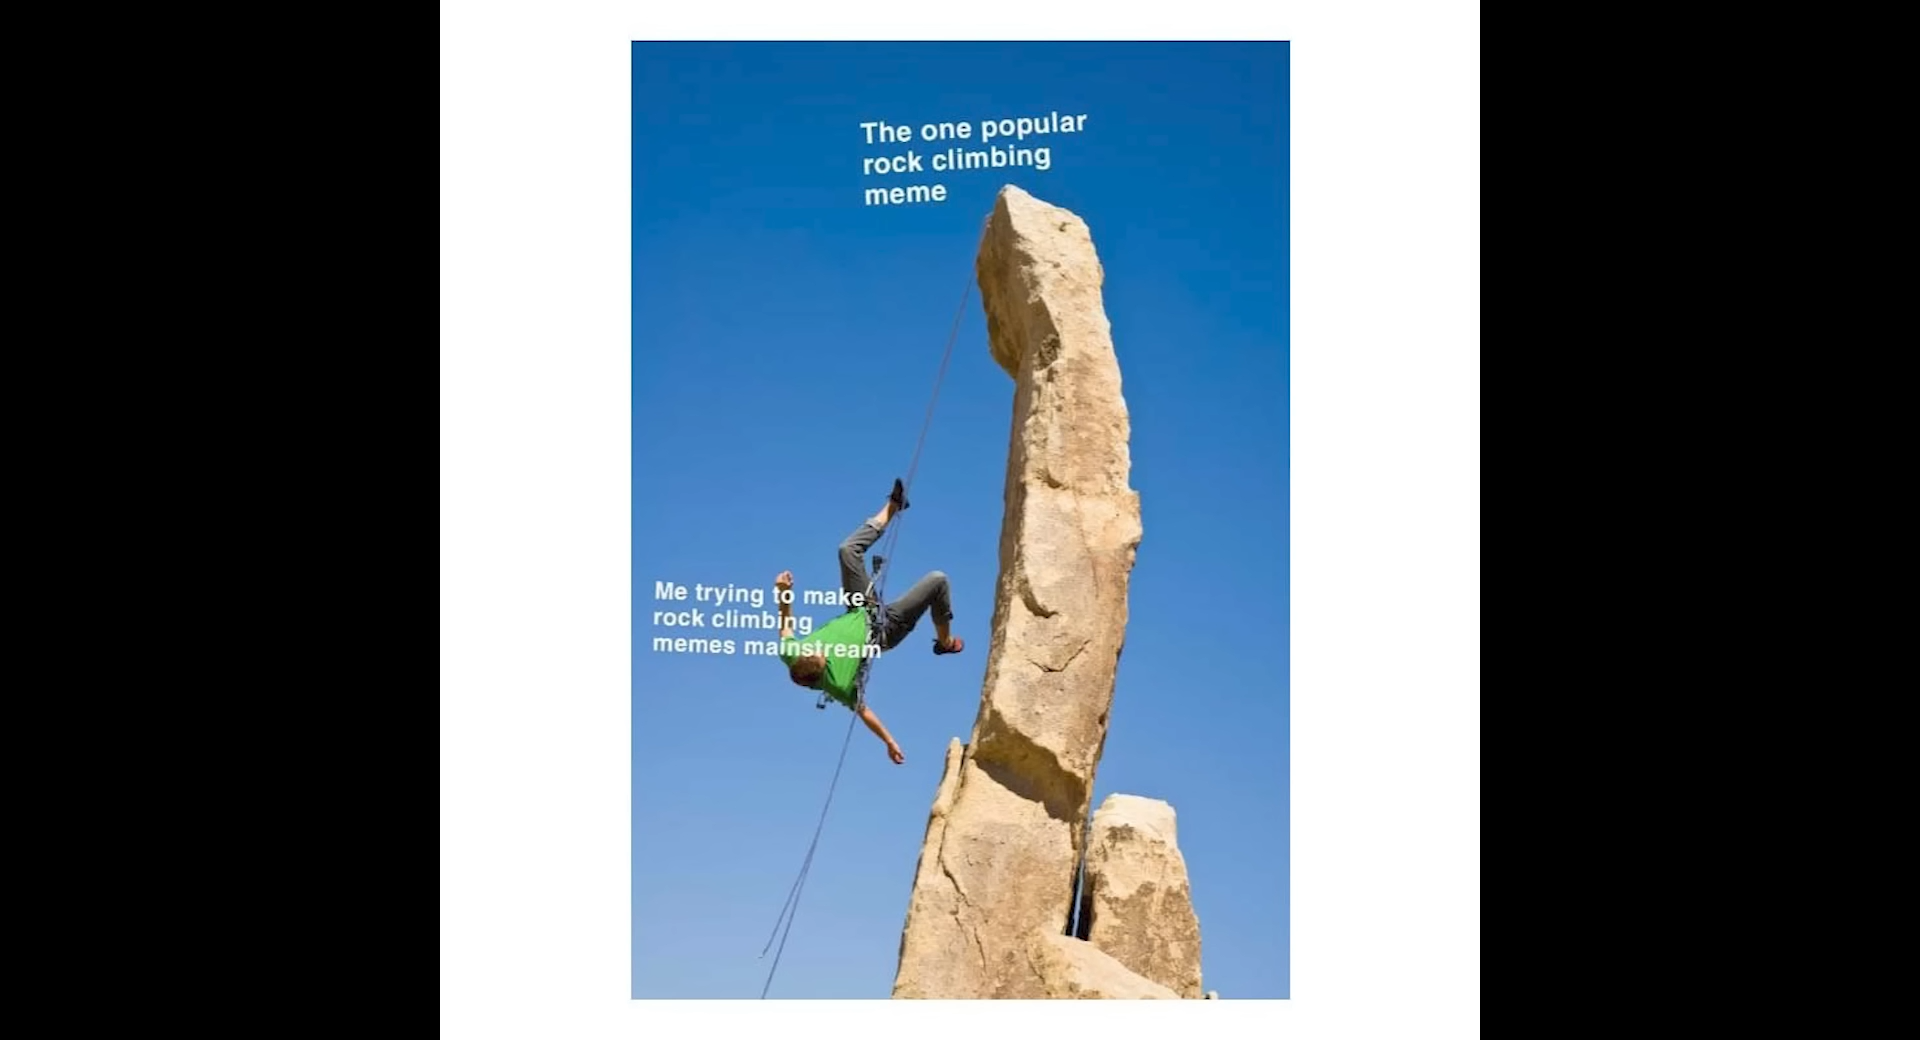 The one popular
rock climbing
meme
Me trying to make
rock climbing
memes mainstream